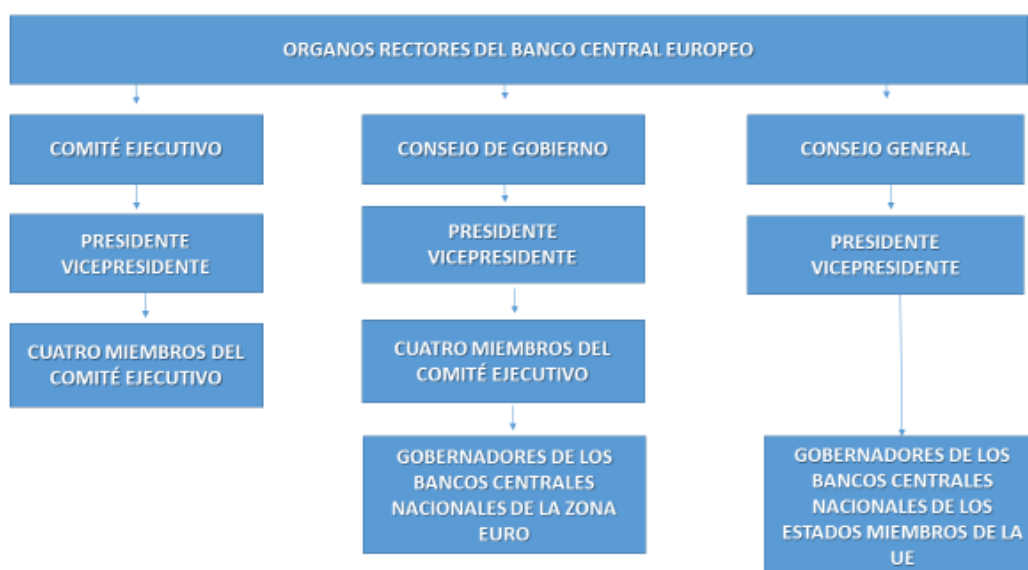 ORGANOS RECTORES DEL BANCO CENTRAL EUROPEO
COMITÉ EJECUTIVO
PRESIDENTE
VICEPRESIDENTE
CUATRO MIEMBROS DEL
COMITÉ EJECUTIVO
CONSEJO DE GOBIERNO
PRESIDENTE
VICEPRESIDENTE
CUATRO MIEMBROS DEL
COMITÉ EJECUTIVO
GOBERNADORES DE LOS
BANCOS CENTRALES
NACIONALES DE LA ZONA
EURO
CONSEJO GENERAL
PRESIDENTE
VICEPRESIDENTE
GOBERNADORES DE LOS
BANCOS CENTRALES
NACIONALES DE LOS
ESTADOS MIEMBROS DE LA
UE